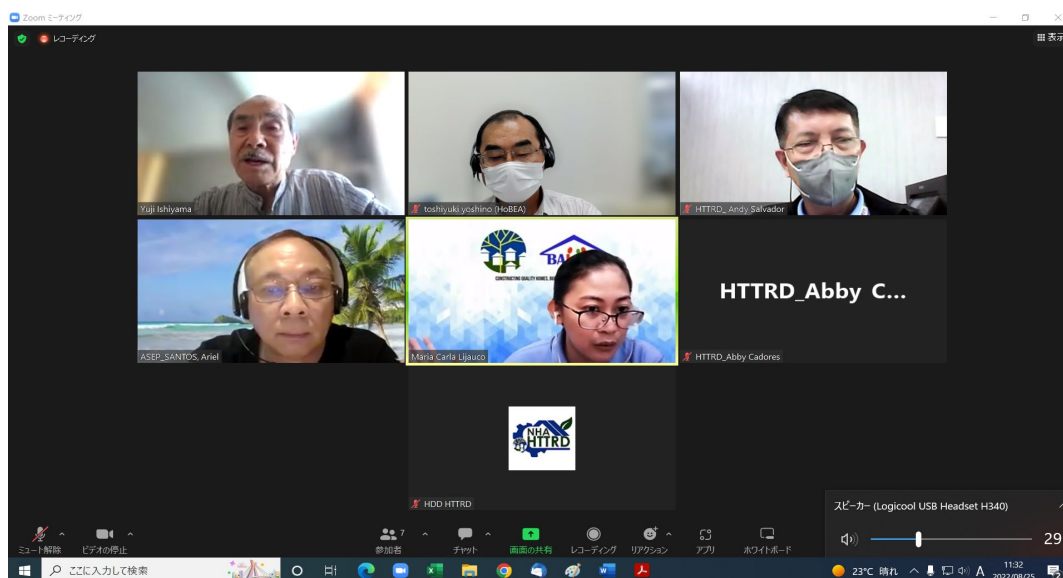 Zoom ミーティング
レコーディング
表示
Yuji Ishiyama
toshiyuki yoshino (HoBEA)
HTTRD_ Andy Salvador
ASEP_SANTOS, Ariel
BA
Maria Carla Lijauco
HTTRD_Abby C...
HTTRD_Abby Cadores
NHA
HTTRD
HDD HTTRD
スピーカー (Logicool USB Headset H340)
29
ミュート解除
ビデオの停止
7
参加者
チャット
画面の共有
レコーディング
リアクション
アプリ
ホワイトボード
ここに入力して検索
23°C 晴れ
A
11:32
2022/08/25